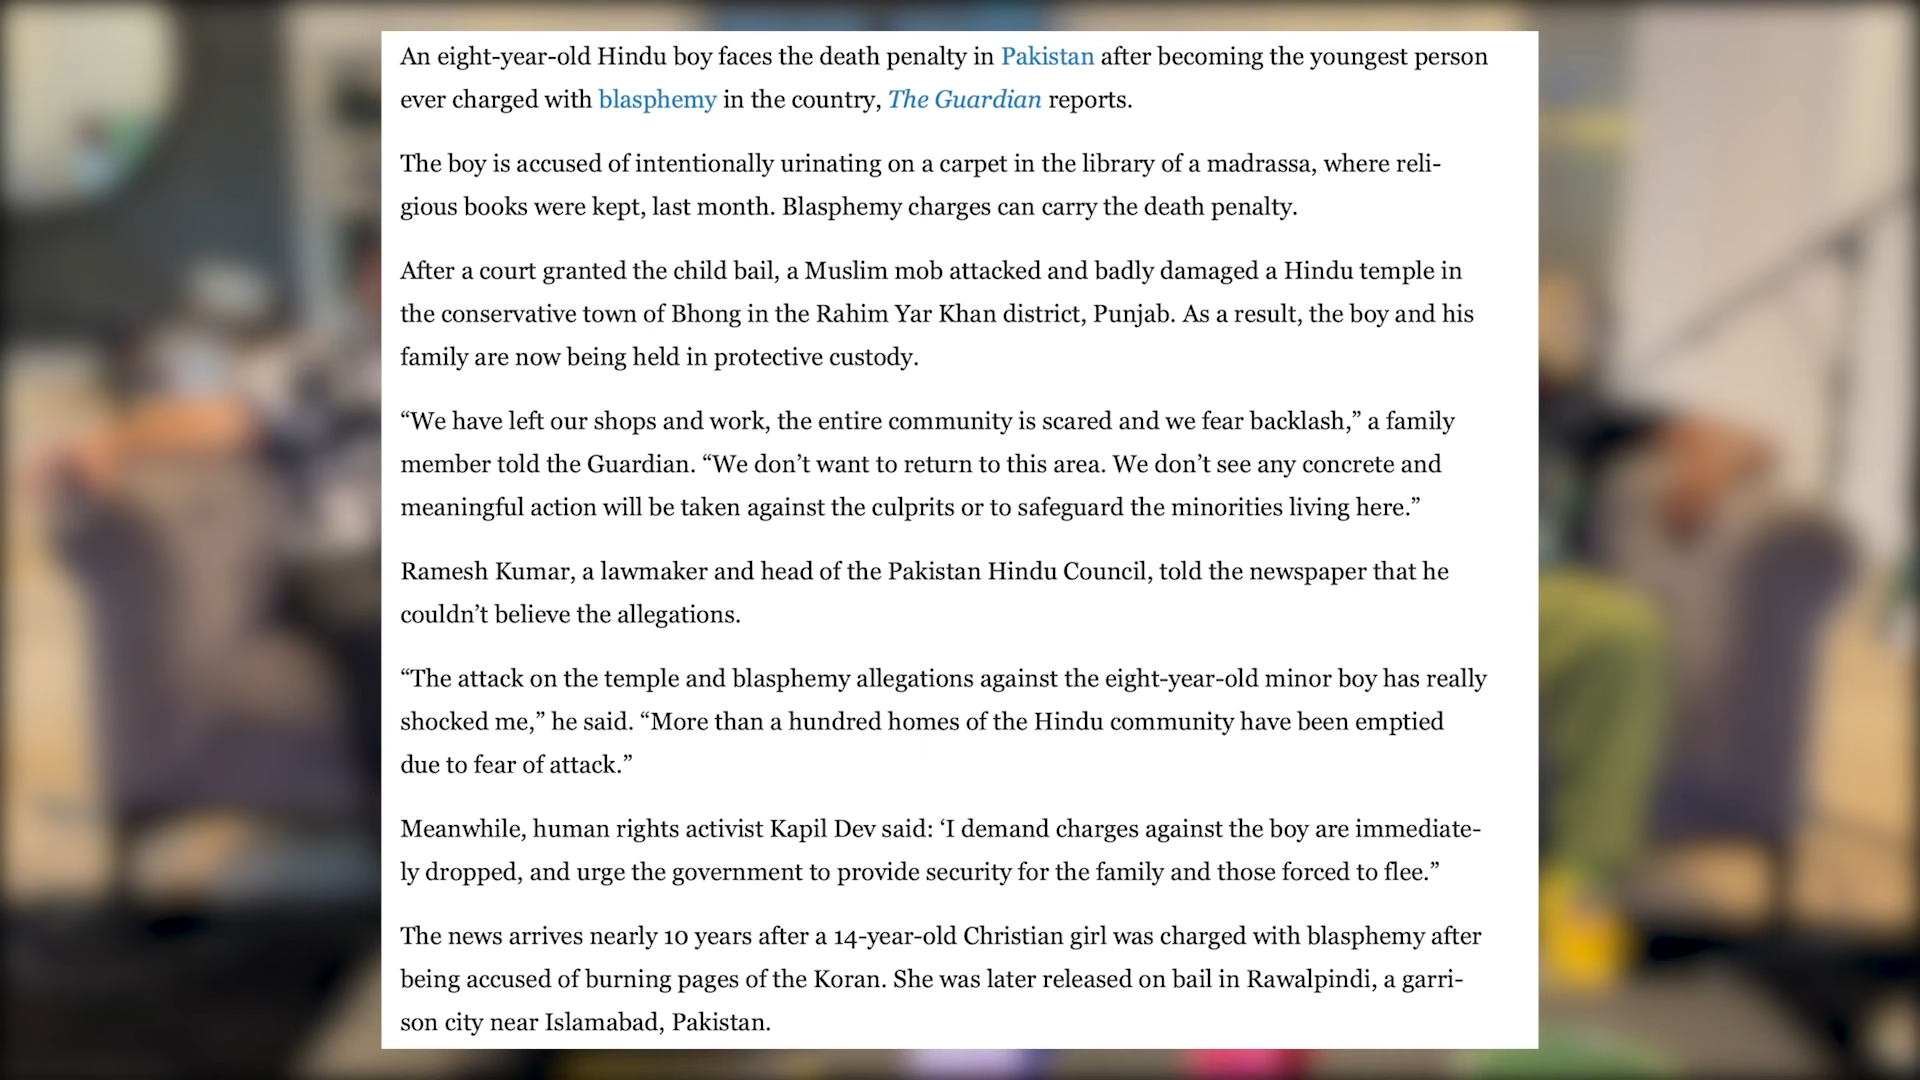 An eight-year-old Hindu boy faces the death penalty in Pakistan after becoming the youngest person
ever charged with blasphemy in the country, The Guardian reports.
The boy is accused of intentionally urinating on a carpet in the library of a madrassa, where reli-
gious books were kept, last month. Blasphemy charges can carry the death penalty.
After a court granted the child bail, a Muslim mob attacked and badly damaged a Hindu temple in
the conservative town of Bhong in the Rahim Yar Khan district, Punjab. As a result, the boy and his
family are now being held in protective custody.
“We have left our shops and work, the entire community is scared and we fear backlash,” a family
member told the Guardian. “We don’t want to return to this area. We don’t see any concrete and
meaningful action will be taken against the culprits or to safeguard the minorities living here.”
Ramesh Kumar, a lawmaker and head of the Pakistan Hindu Council, told the newspaper that he
couldn’t believe the allegations.
“The attack on the temple and blasphemy allegations against the eight-year-old minor boy has really
shocked me,” he said. “More than a hundred homes of the Hindu community have been emptied
due to fear of attack.”
Meanwhile, human rights activist Kapil Dev said: ‘I demand charges against the boy are immediate-
ly dropped, and urge the government to provide security for the family and those forced to flee.”
The news arrives nearly 10 years after a 14-year-old Christian girl was charged with blasphemy after
being accused of burning pages of the Koran. She was later released on bail in Rawalpindi, a garri-
son city near Islamabad, Pakistan.